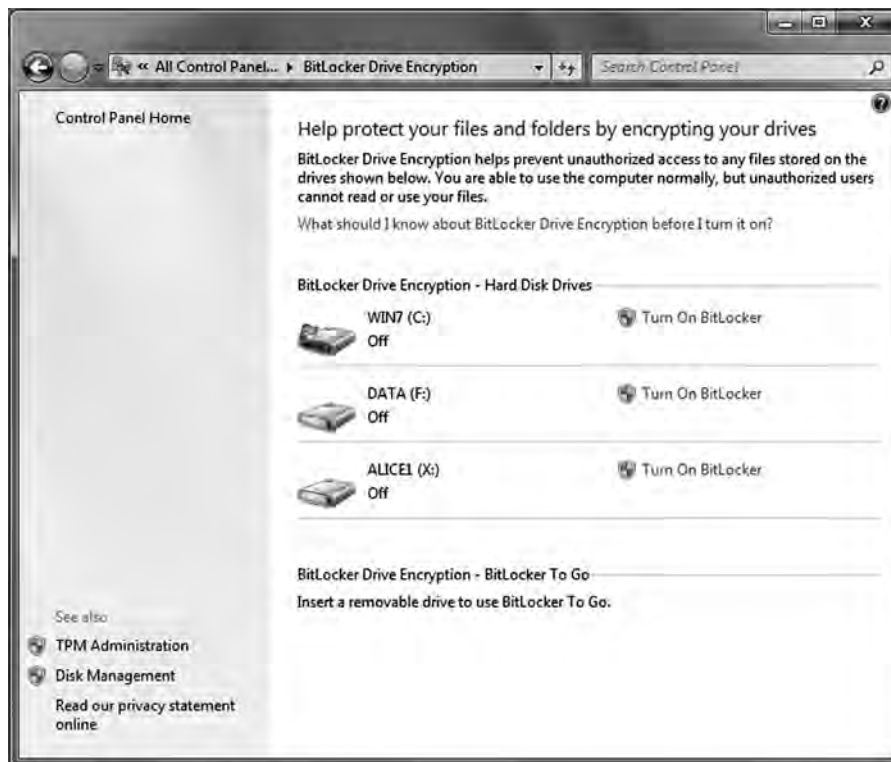 « All Control Panel... ▸ BitLocker Drive Encryption
Search Control Panel
Control Panel Home
Help protect your files and folders by encrypting your drives
BitLocker Drive Encryption helps prevent unauthorized access to any files stored on the
drives shown below. You are able to use the computer normally, but unauthorized users
cannot read or use your files.
What should I know about BitLocker Drive Encryption before I turn it on?
BitLocker Drive Encryption - Hard Disk Drives
WIN7 (C:)
Off
Turn On BitLocker
DATA (F:)
Off
Turn On BitLocker
ALICE1 (X:)
Off
Turn On BitLocker
BitLocker Drive Encryption - BitLocker To Go
Insert a removable drive to use BitLocker To Go.
See also
TPM Administration
Disk Management
Read our privacy statement
online